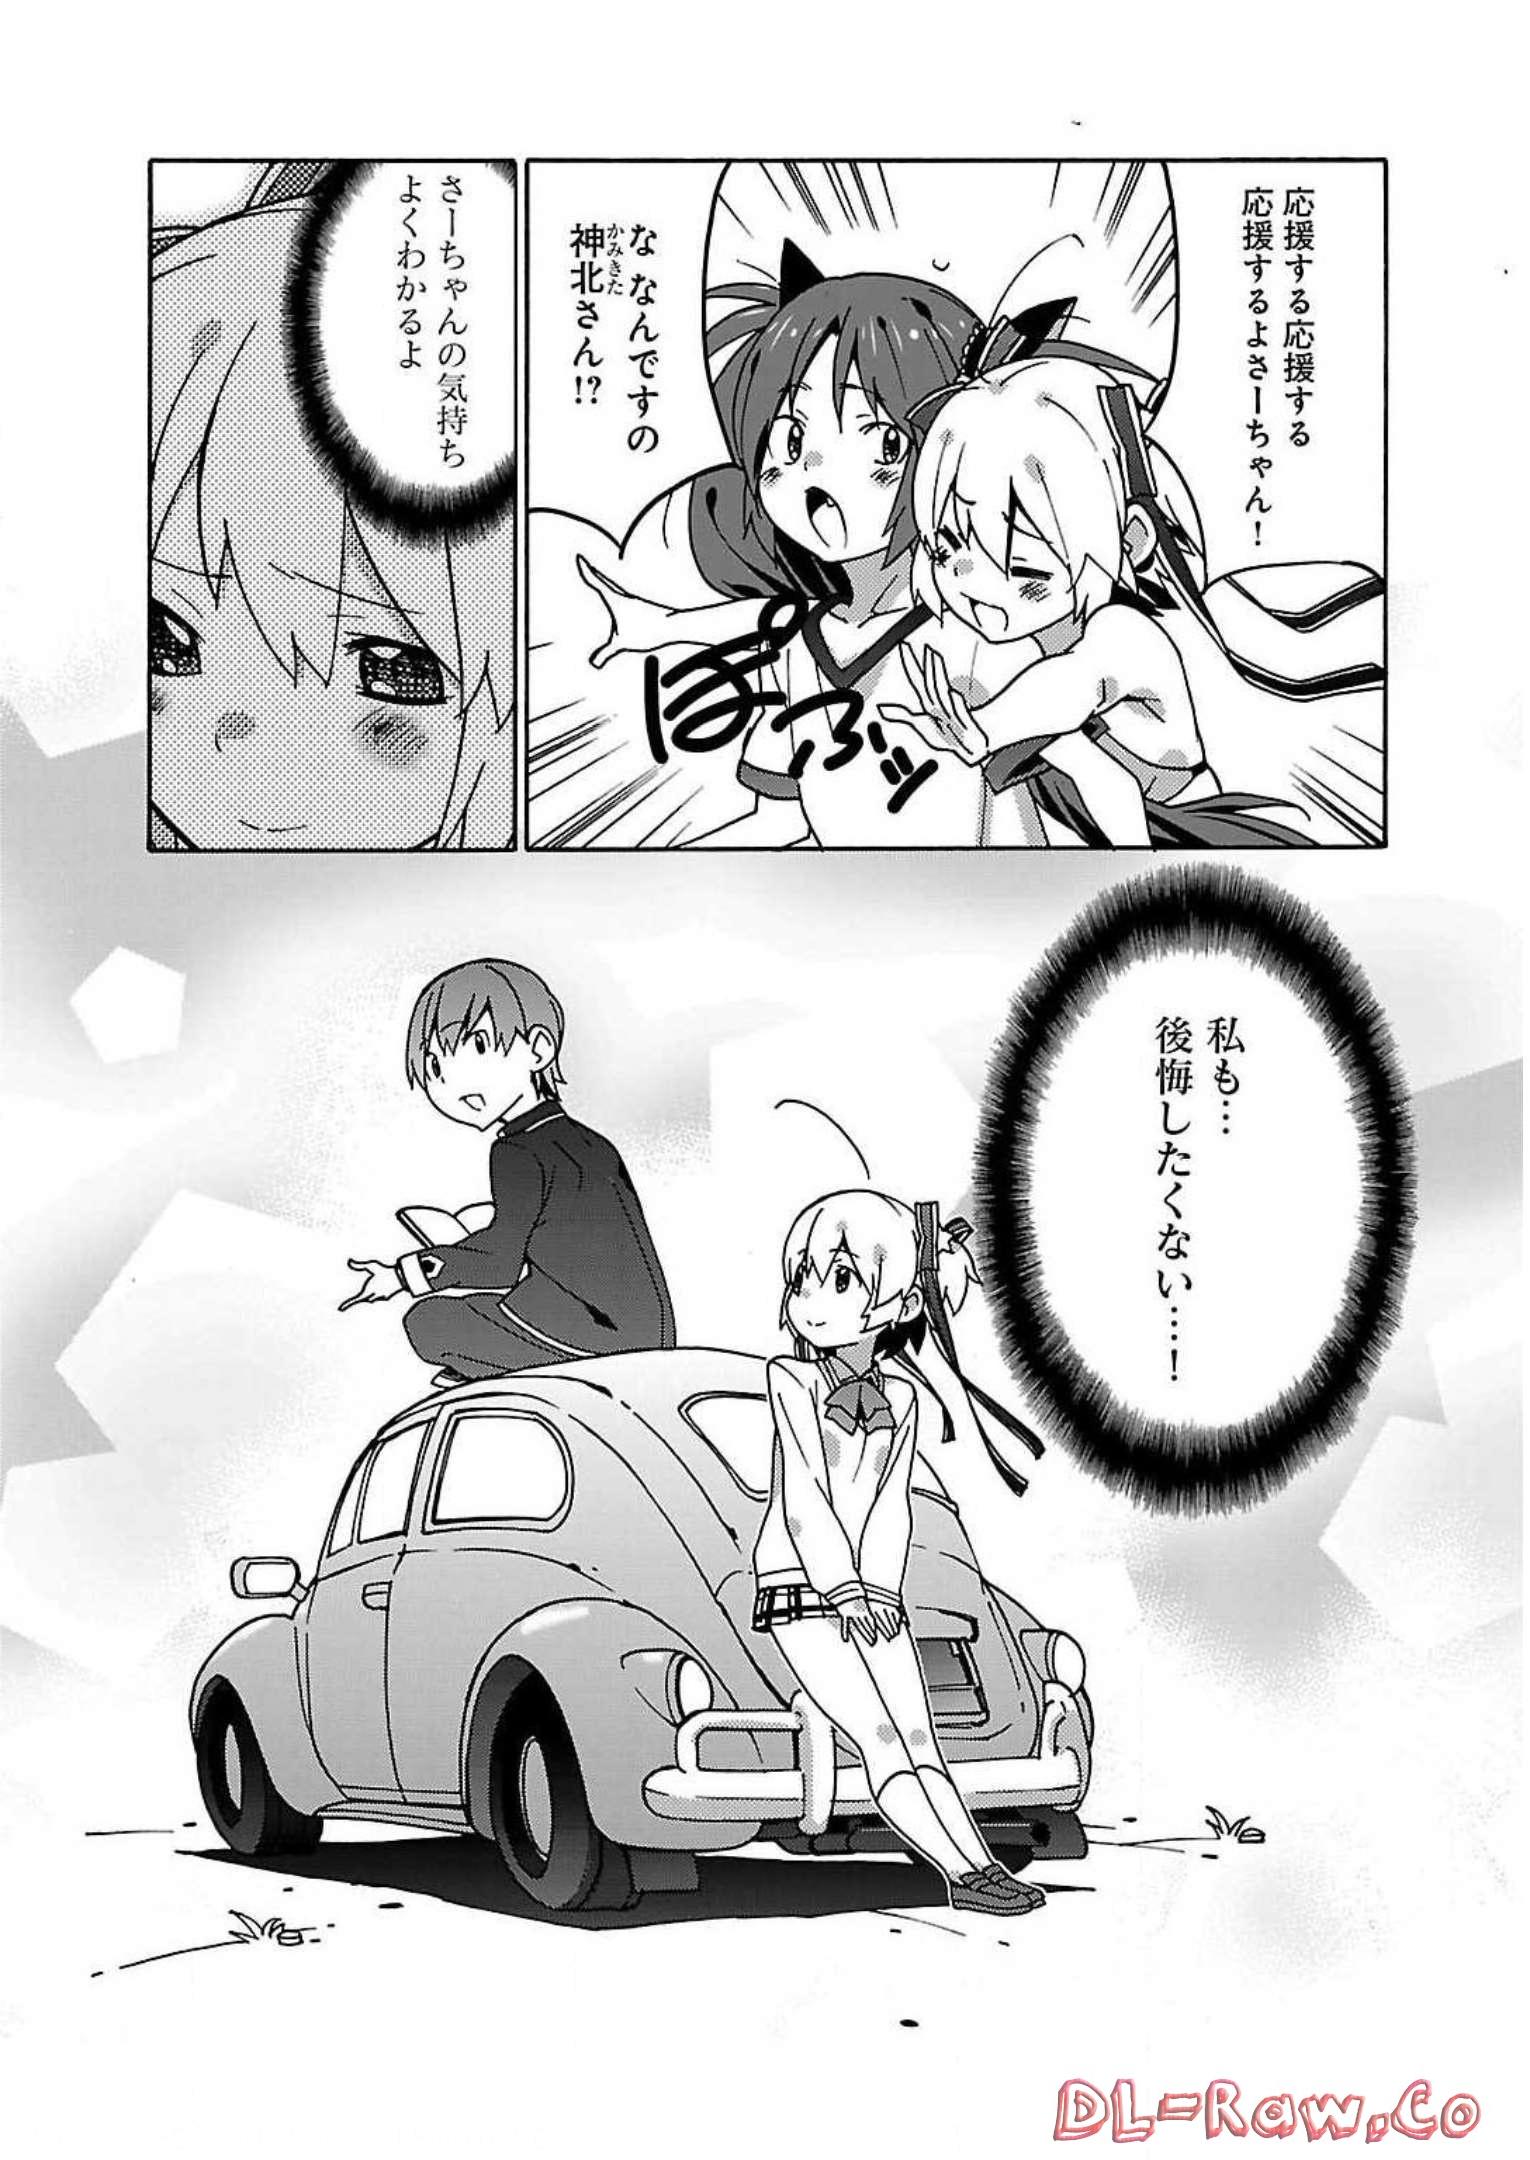 応援する応援する
応援するよさーちゃん！
な なんですの
神北さん!?
かみきた
ぽふッ
さーちゃんの気持ち
よくわかるよ
私も…
後悔したくない……！
DL-Raw.Co